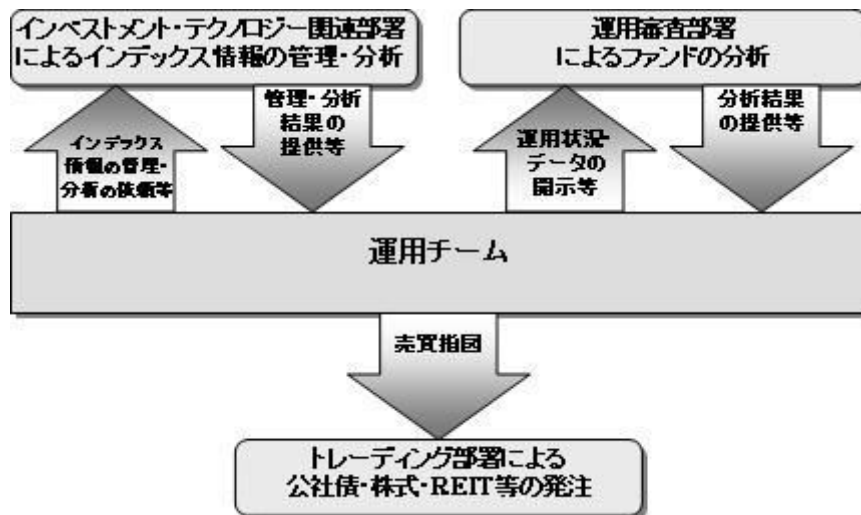 インベストメント・テクノロジー関連部署
によるインデックス情報の管理・分析
運用審査部署
によるファンドの分析
インデックス
情報の管理・
分析の依頼等
管理・分析
結果の
提供等
運用状況・
データの
開示等
分析結果
の提供等
運用チーム
売買指図
トレーディング部署による
公社債・株式・REIT等の発注